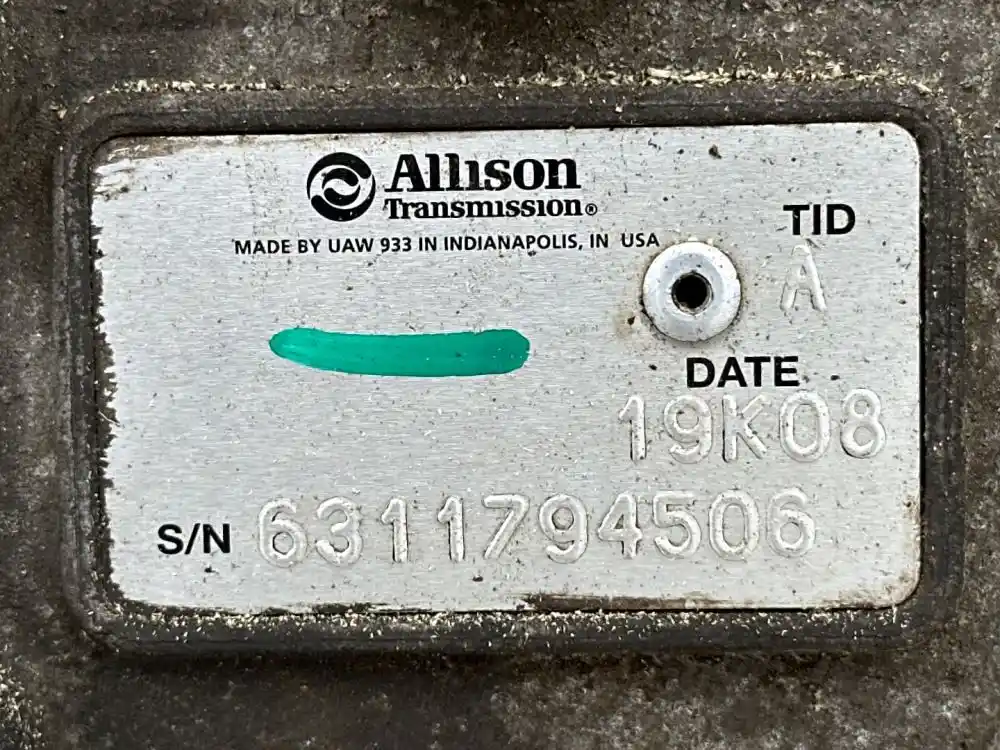 Allison
Transmission®
MADE BY UAW 933 IN INDIANAPOLIS, IN USA
TID
A
DATE
19K08
S/N 6311794506